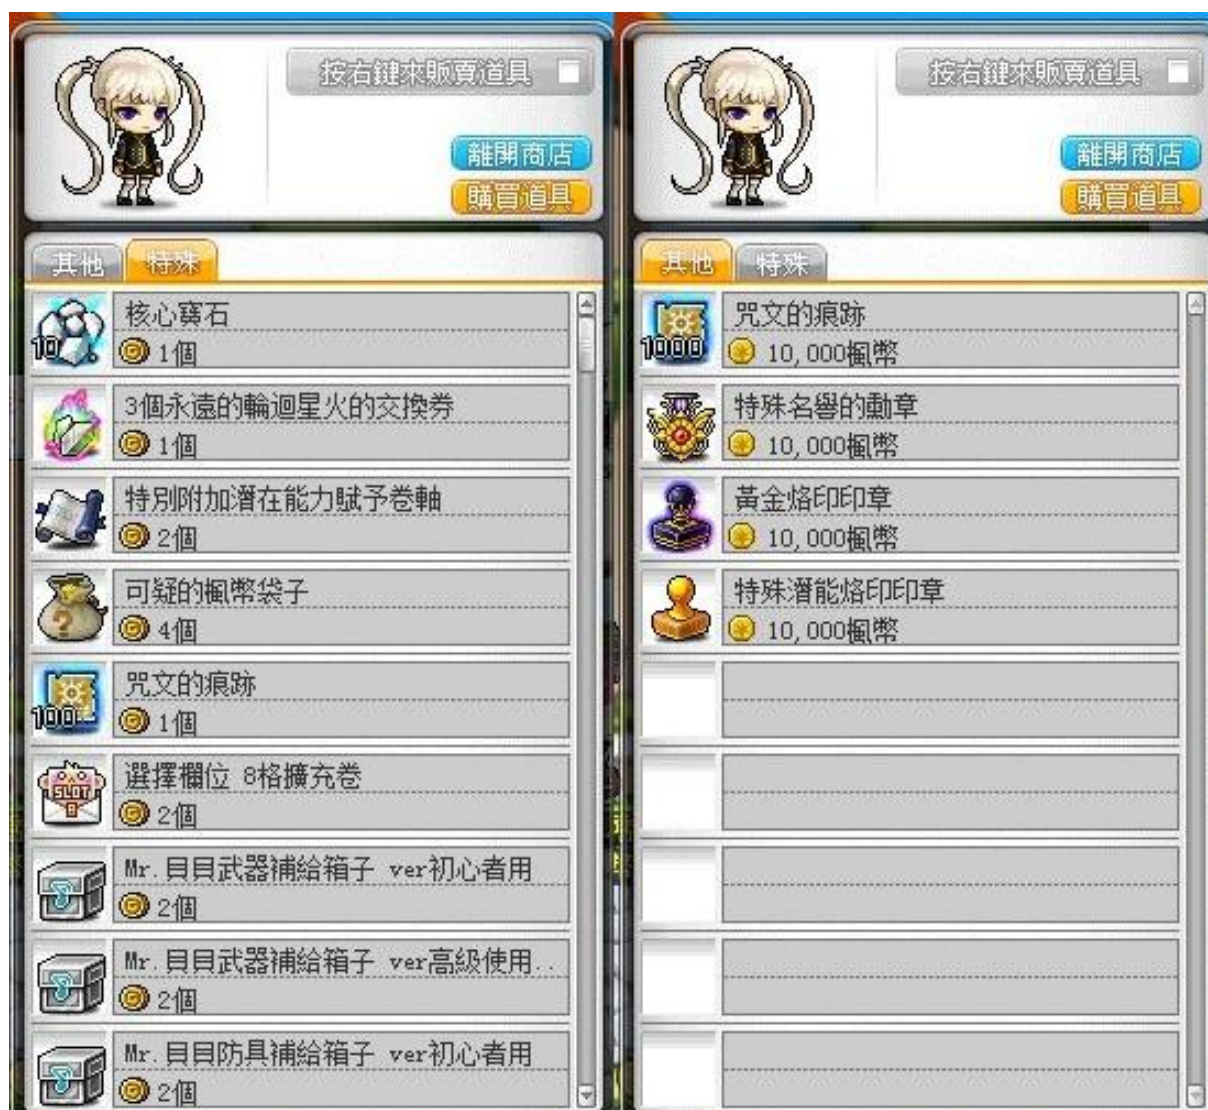 按右鍵來販賣道具
離開商店
購買道具
其他 特殊
核心寶石
10
1個
3個永遠的輪迴星火的交換券
1個
特別附加潛在能力賦予卷軸
2個
可疑的楓幣袋子
?
4個
咒文的痕跡
100
1個
選擇欄位 8格擴充卷
SLOT
8
2個
Mr.貝貝武器補給箱子 ver初心者用
2個
Mr.貝貝武器補給箱子 ver高級使用..
2個
Mr.貝貝防具補給箱子 ver初心者用
2個
按右鍵來販賣道具
離開商店
購買道具
其他 特殊
咒文的痕跡
1000
10,000楓幣
特殊名譽的勳章
10,000楓幣
黃金烙印印章
10,000楓幣
特殊潛能烙印印章
10,000楓幣